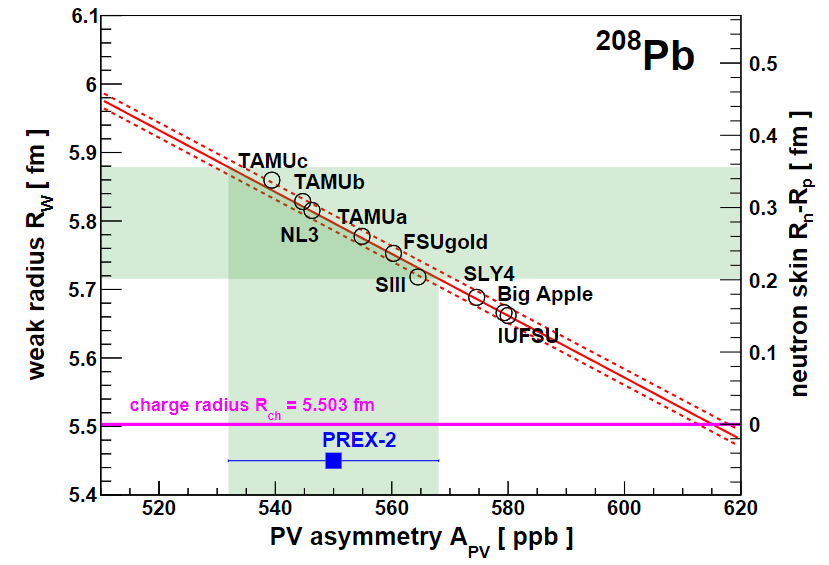 208Pb
weak radius RW [ fm ]
6.1
6
5.9
5.8
5.7
5.6
5.5
5.4
TAMUc
TAMUb
NL3
TAMUa
FSUgold
SIII
SLY4
Big Apple
IUFSU
charge radius Rch = 5.503 fm
PREX-2
0.5
0.4
0.3
0.2
0.1
0
neutron skin Rn-Rp [ fm ]
520 540 560 580 600 620
PV asymmetry APV [ ppb ]